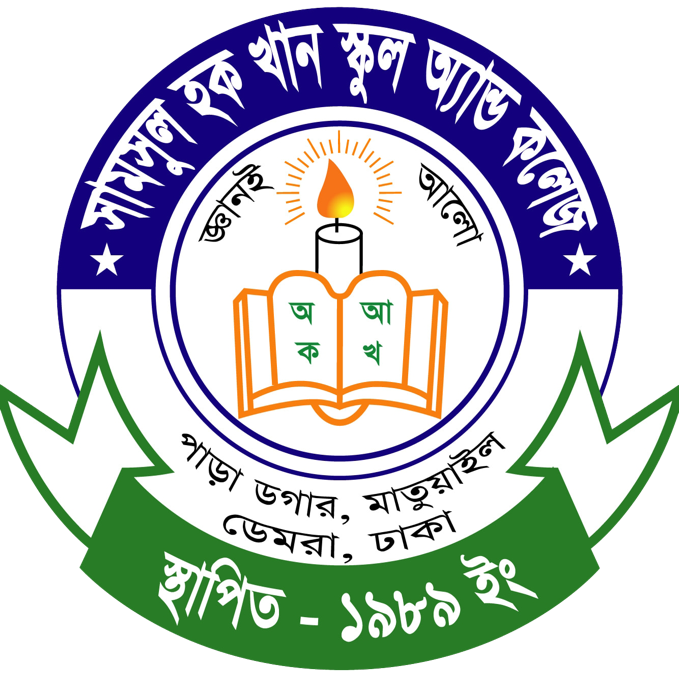 সামসুল হক খান স্কুল অ্যান্ড কলেজ
জ্ঞানই আলো
অ আ
ক খ
পাড়া ডগার, মাতুয়াইল
ডেমরা, ঢাকা
স্থাপিত - ১৯৮৯ ইং